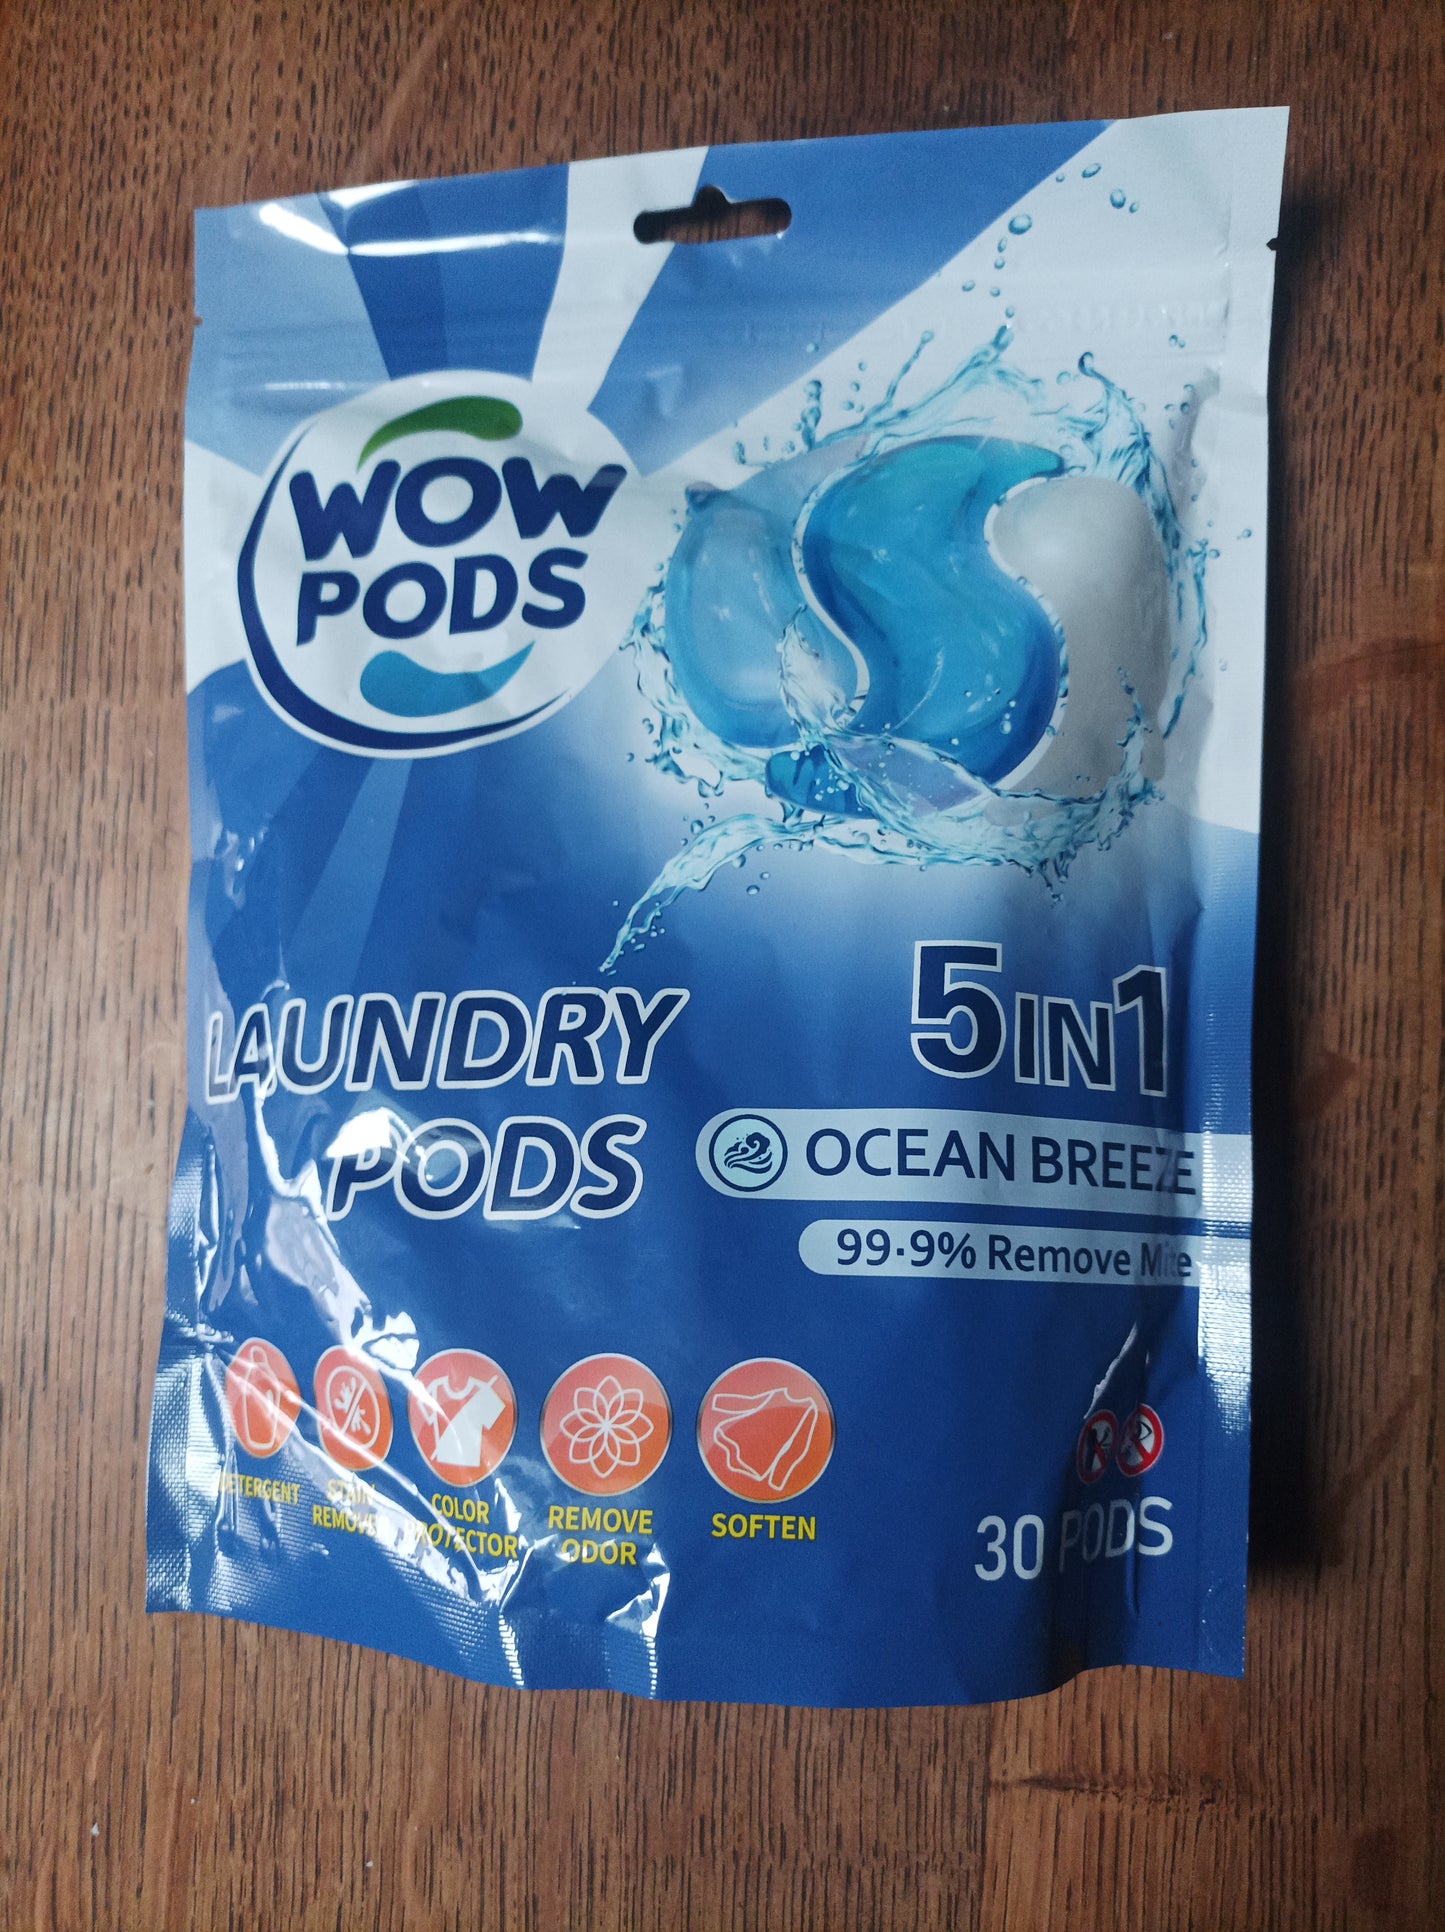 WOW
PODS
LAUNDRY
PODS
5IN1
OCEAN BREEZE
99.9% Remove Mite
DETERGENT
STAIN
REMOVER
COLOR
PROTECTOR
REMOVE
ODOR
SOFTEN
30 PODS